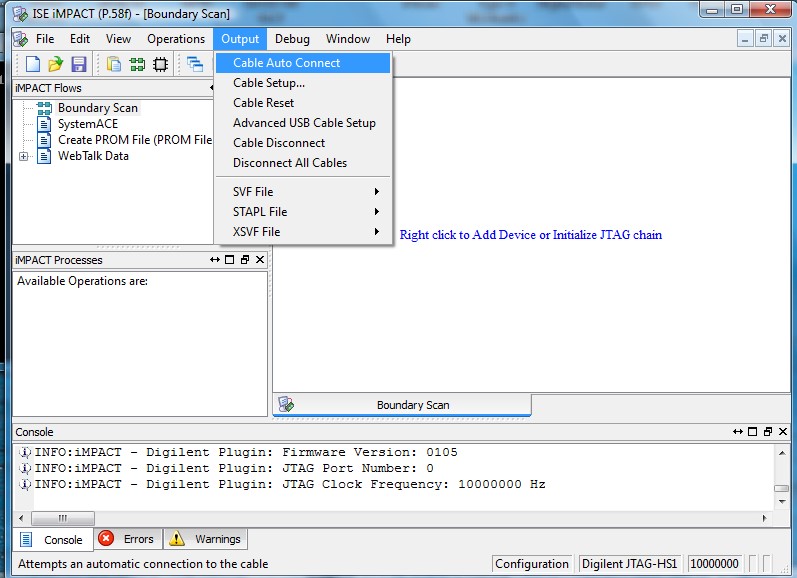 ISE iMPACT (P.58f) - [Boundary Scan]
File Edit View Operations Output Debug Window Help
Cable Auto Connect
Cable Setup...
Cable Reset
Advanced USB Cable Setup
Cable Disconnect
Disconnect All Cables
SVF File
STAPL File
XSVF File
iMPACT Flows
Boundary Scan
SystemACE
Create PROM File (PROM File
WebTalk Data
Right click to Add Device or Initialize JTAG chain
iMPACT Processes
Available Operations are:
Boundary Scan
Console
INFO:iMPACT - Digilent Plugin: Firmware Version: 0105
INFO:iMPACT - Digilent Plugin: JTAG Port Number: 0
INFO:iMPACT - Digilent Plugin: JTAG Clock Frequency: 10000000 Hz
Console Errors Warnings
Attempts an automatic connection to the cable Configuration Digilent JTAG-HS1 10000000